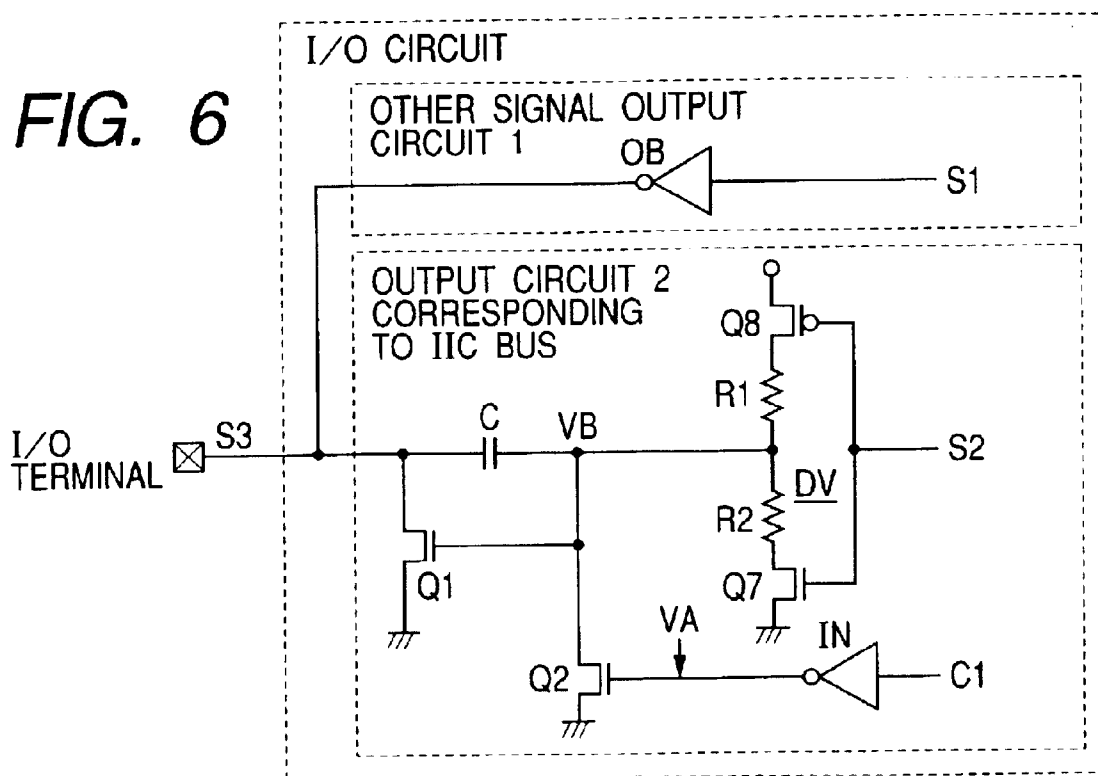 FIG. 6
I/O CIRCUIT
OTHER SIGNAL OUTPUT
CIRCUIT 1
OB
S1
OUTPUT CIRCUIT 2
CORRESPONDING
TO IIC BUS
Q8
R1
C
VB
S2
I/O
TERMINAL
S3
DV
R2
Q1
Q7
VA
IN
Q2
C1